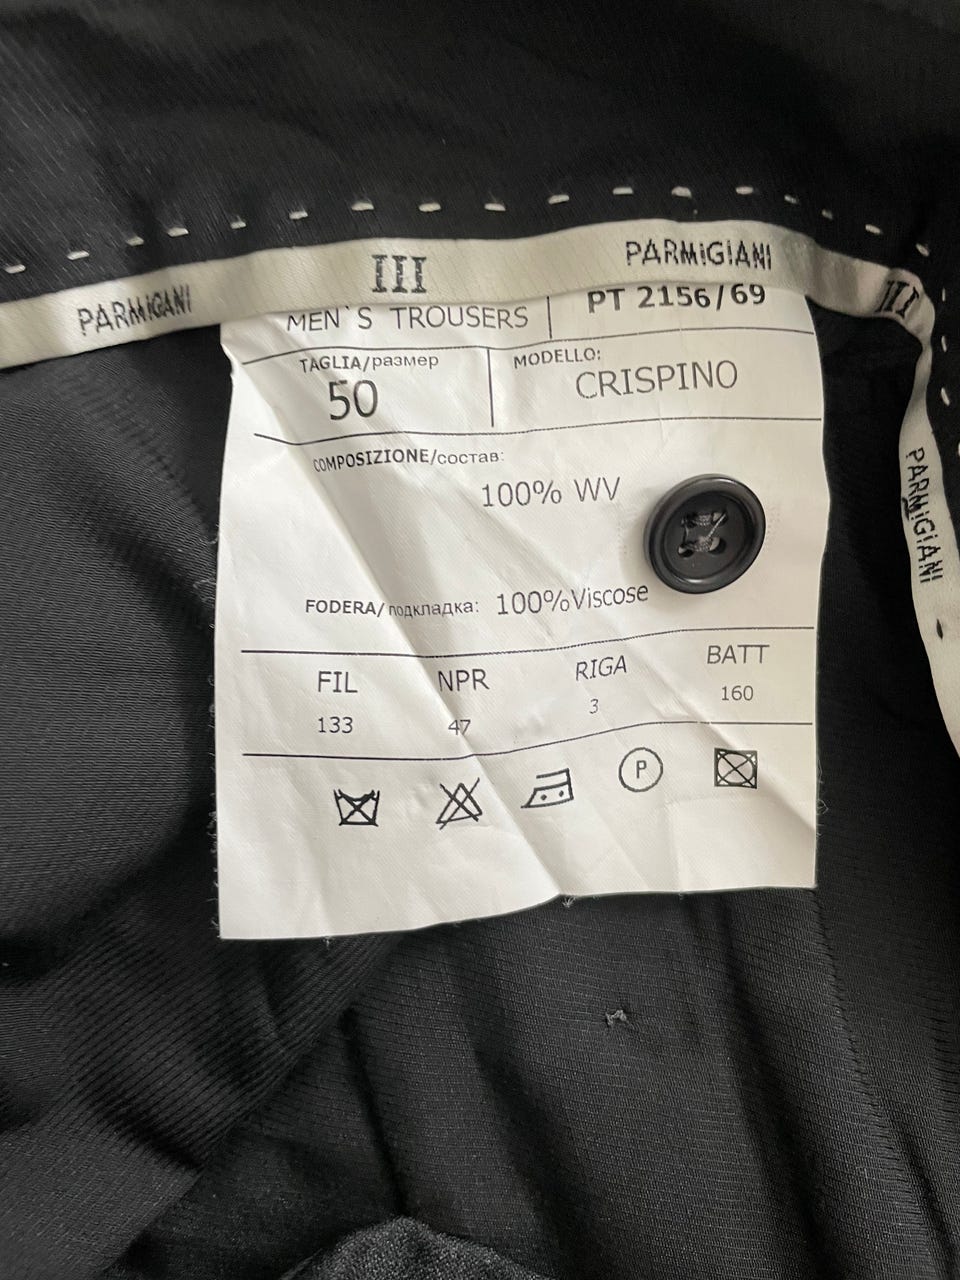 PARMiGIANI
III
PARMiGIANI
III
PARMiGIANI
MEN`S TROUSERS
PT 2156/69
TAGLIA/размер
50
MODELLO:
CRISPINO
COMPOSIZIONE/состав:
100% WV
FODERA/подкладка: 100%Viscose
FIL NPR RIGA BATT
133 47 3 160
P